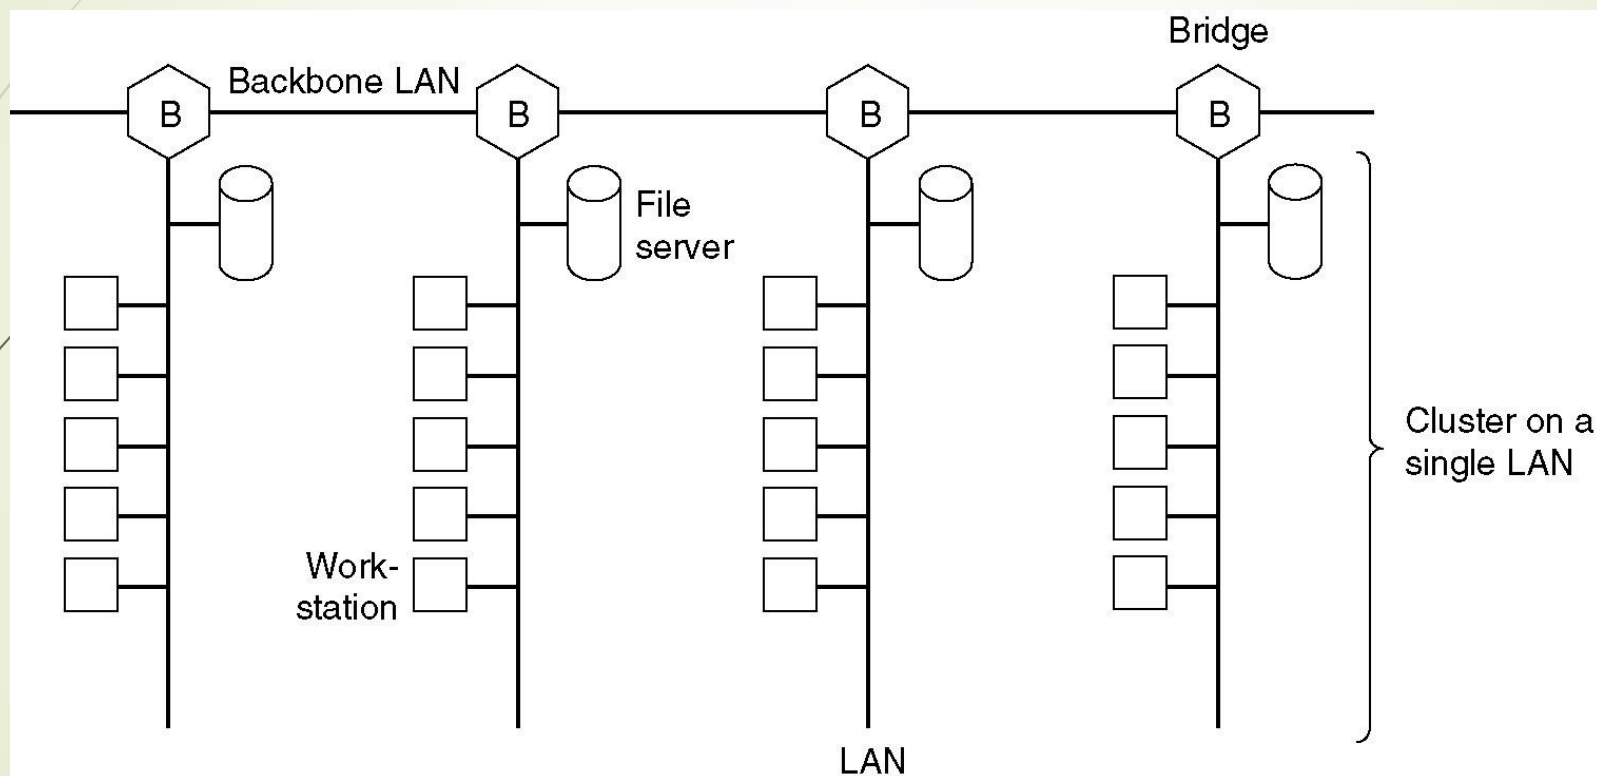 Bridge
Backbone LAN
B
B
B
B
File
server
Cluster on a
single LAN
Work-
station
LAN